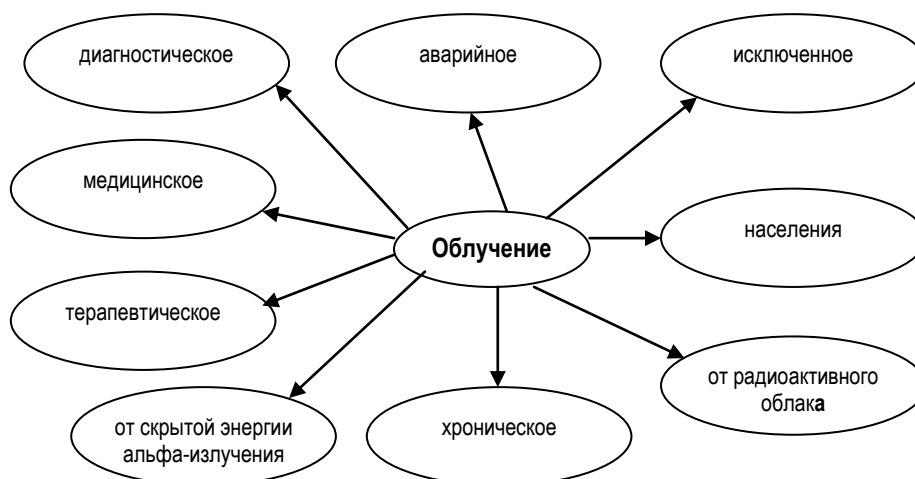 диагностическое
аварийное
исключенное
медицинское
Облучение
населения
терапевтическое
от радиоактивного
облака
от скрытой энергии
альфа-излучения
хроническое